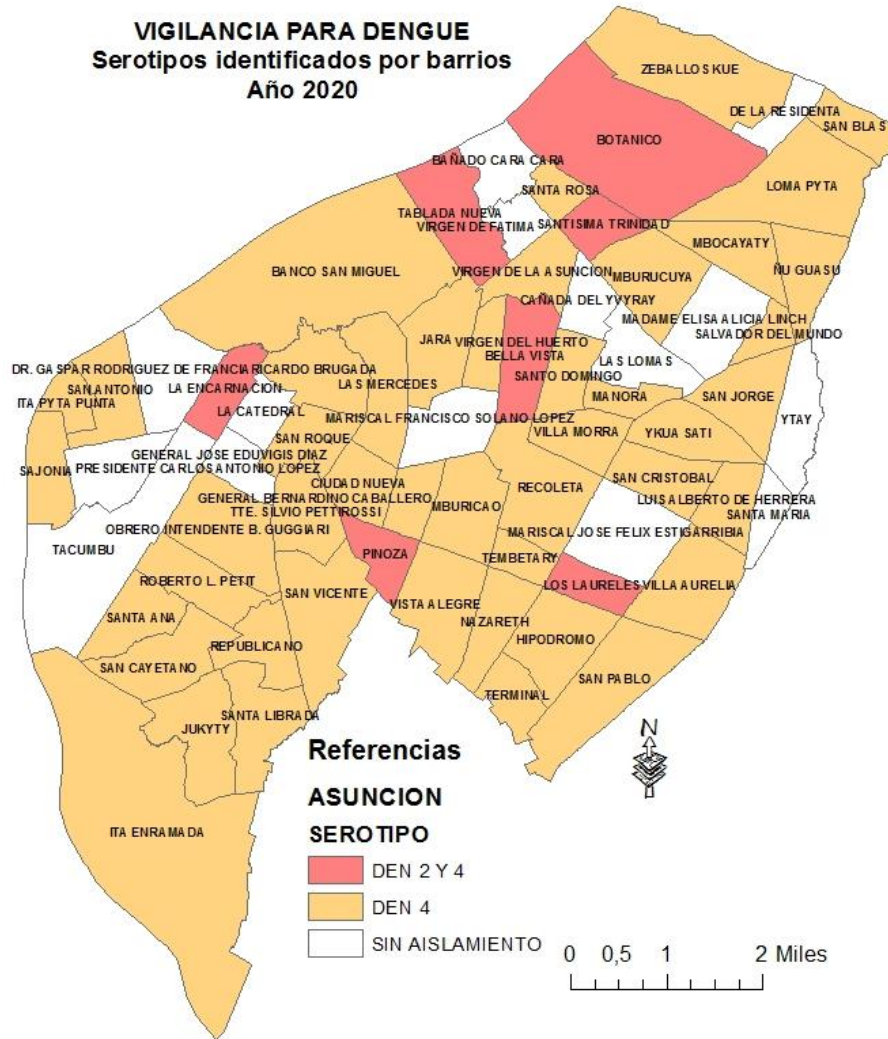 VIGILANCIA PARA DENGUE
Serotipos identificados por barrios
Año 2020
ZEBALLOS KUE
DE LA RESIDENTA
SAN BLAS
BOTANICO
BAÑADO CARA CARA
SANTA ROSA
LOMA PYTA
TABLADA NUEVA
VIRGEN DE FATIMA
SANTISIMA TRINIDAD
MBOCAYATY
ÑU GUASU
BANCO SAN MIGUEL
VIRGEN DE LA ASUNCION
MBURUCUYA
CAÑADA DEL YVYRAY
MADAME ELISA ALICIA LINCH
SALVADOR DEL MUNDO
JARA
VIRGEN DEL HUERTO
BELLA VISTA
LAS LOMAS
DR. GASPAR RODRIGUEZ DE FRANCIA
RICARDO BRUGADA
SAN ANTONIO
LA ENCARNACION
LAS MERCEDES
SANTO DOMINGO
ITA PYTA PUNTA
LA CATEDRAL
MARISCAL FRANCISCO SOLANO LOPEZ
MANORA
SAN JORGE
YTAY
SAN ROQUE
VILLA MORRA
YKUA SATI
GENERAL JOSE EDUVIGIS DIAZ
SAJONIA
PRESIDENTE CARLOS ANTONIO LOPEZ
CIUDAD NUEVA
RECOLETA
SAN CRISTOBAL
GENERAL BERNARDINO CABALLERO
MBURICAO
LUIS ALBERTO DE HERRERA
TTE. SILVIO PETTIROSSI
SANTA MARIA
OBRERO INTENDENTE B. GUGGIARI
MARISCAL JOSE FELIX ESTIGARRIBIA
TACUMBU
PINOZA
TEMBETARY
ROBERTO L. PETIT
SAN VICENTE
LOS LAURELES
VILLA AURELIA
VISTA ALEGRE
SANTA ANA
NAZARETH
REPUBLICANO
HIPODROMO
SAN CAYETANO
SAN PABLO
TERMINAL
SANTA LIBRADA
JUKYTY
ITA ENRAMADA
N
Referencias
ASUNCION
SEROTIPO
DEN 2 Y 4
DEN 4
SIN AISLAMIENTO
0 0,5 1 2 Miles